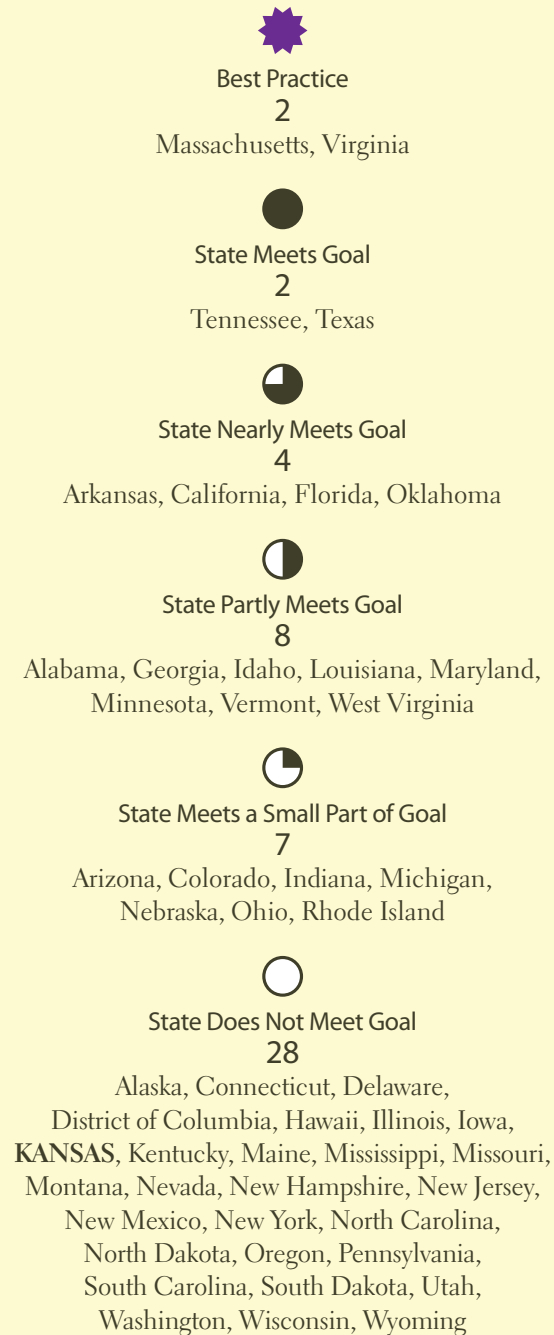 Best Practice
2
Massachusetts, Virginia
State Meets Goal
2
Tennessee, Texas
State Nearly Meets Goal
4
Arkansas, California, Florida, Oklahoma
State Partly Meets Goal
8
Alabama, Georgia, Idaho, Louisiana, Maryland,
Minnesota, Vermont, West Virginia
State Meets a Small Part of Goal
7
Arizona, Colorado, Indiana, Michigan,
Nebraska, Ohio, Rhode Island
State Does Not Meet Goal
28
Alaska, Connecticut, Delaware,
District of Columbia, Hawaii, Illinois, Iowa,
KANSAS, Kentucky, Maine, Mississippi, Missouri,
Montana, Nevada, New Hampshire, New Jersey,
New Mexico, New York, North Carolina,
North Dakota, Oregon, Pennsylvania,
South Carolina, South Dakota, Utah,
Washington, Wisconsin, Wyoming